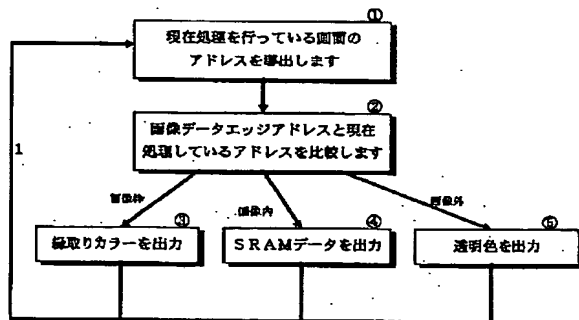 ①
現在処理を行っている画面の
アドレスを導出します
②
画像データエッジアドレスと現在
処理しているアドレスを比較します
1
画像枠
画像内
画像外
③
縁取りカラーを出力
④
SRAMデータを出力
⑤
透明色を出力